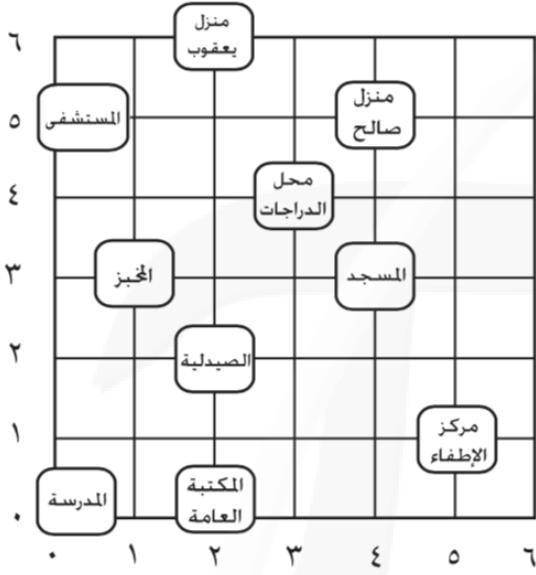 ٦
منزل
يعقوب
٥
المستشفى
منزل
صالح
٤
محل
الدراجات
٣
المخبز
المسجد
٢
الصيدلية
١
مركز
الإطفاء
٠
المدرسة
المكتبة
العامة
٠ ١ ٢ ٣ ٤ ٥ ٦